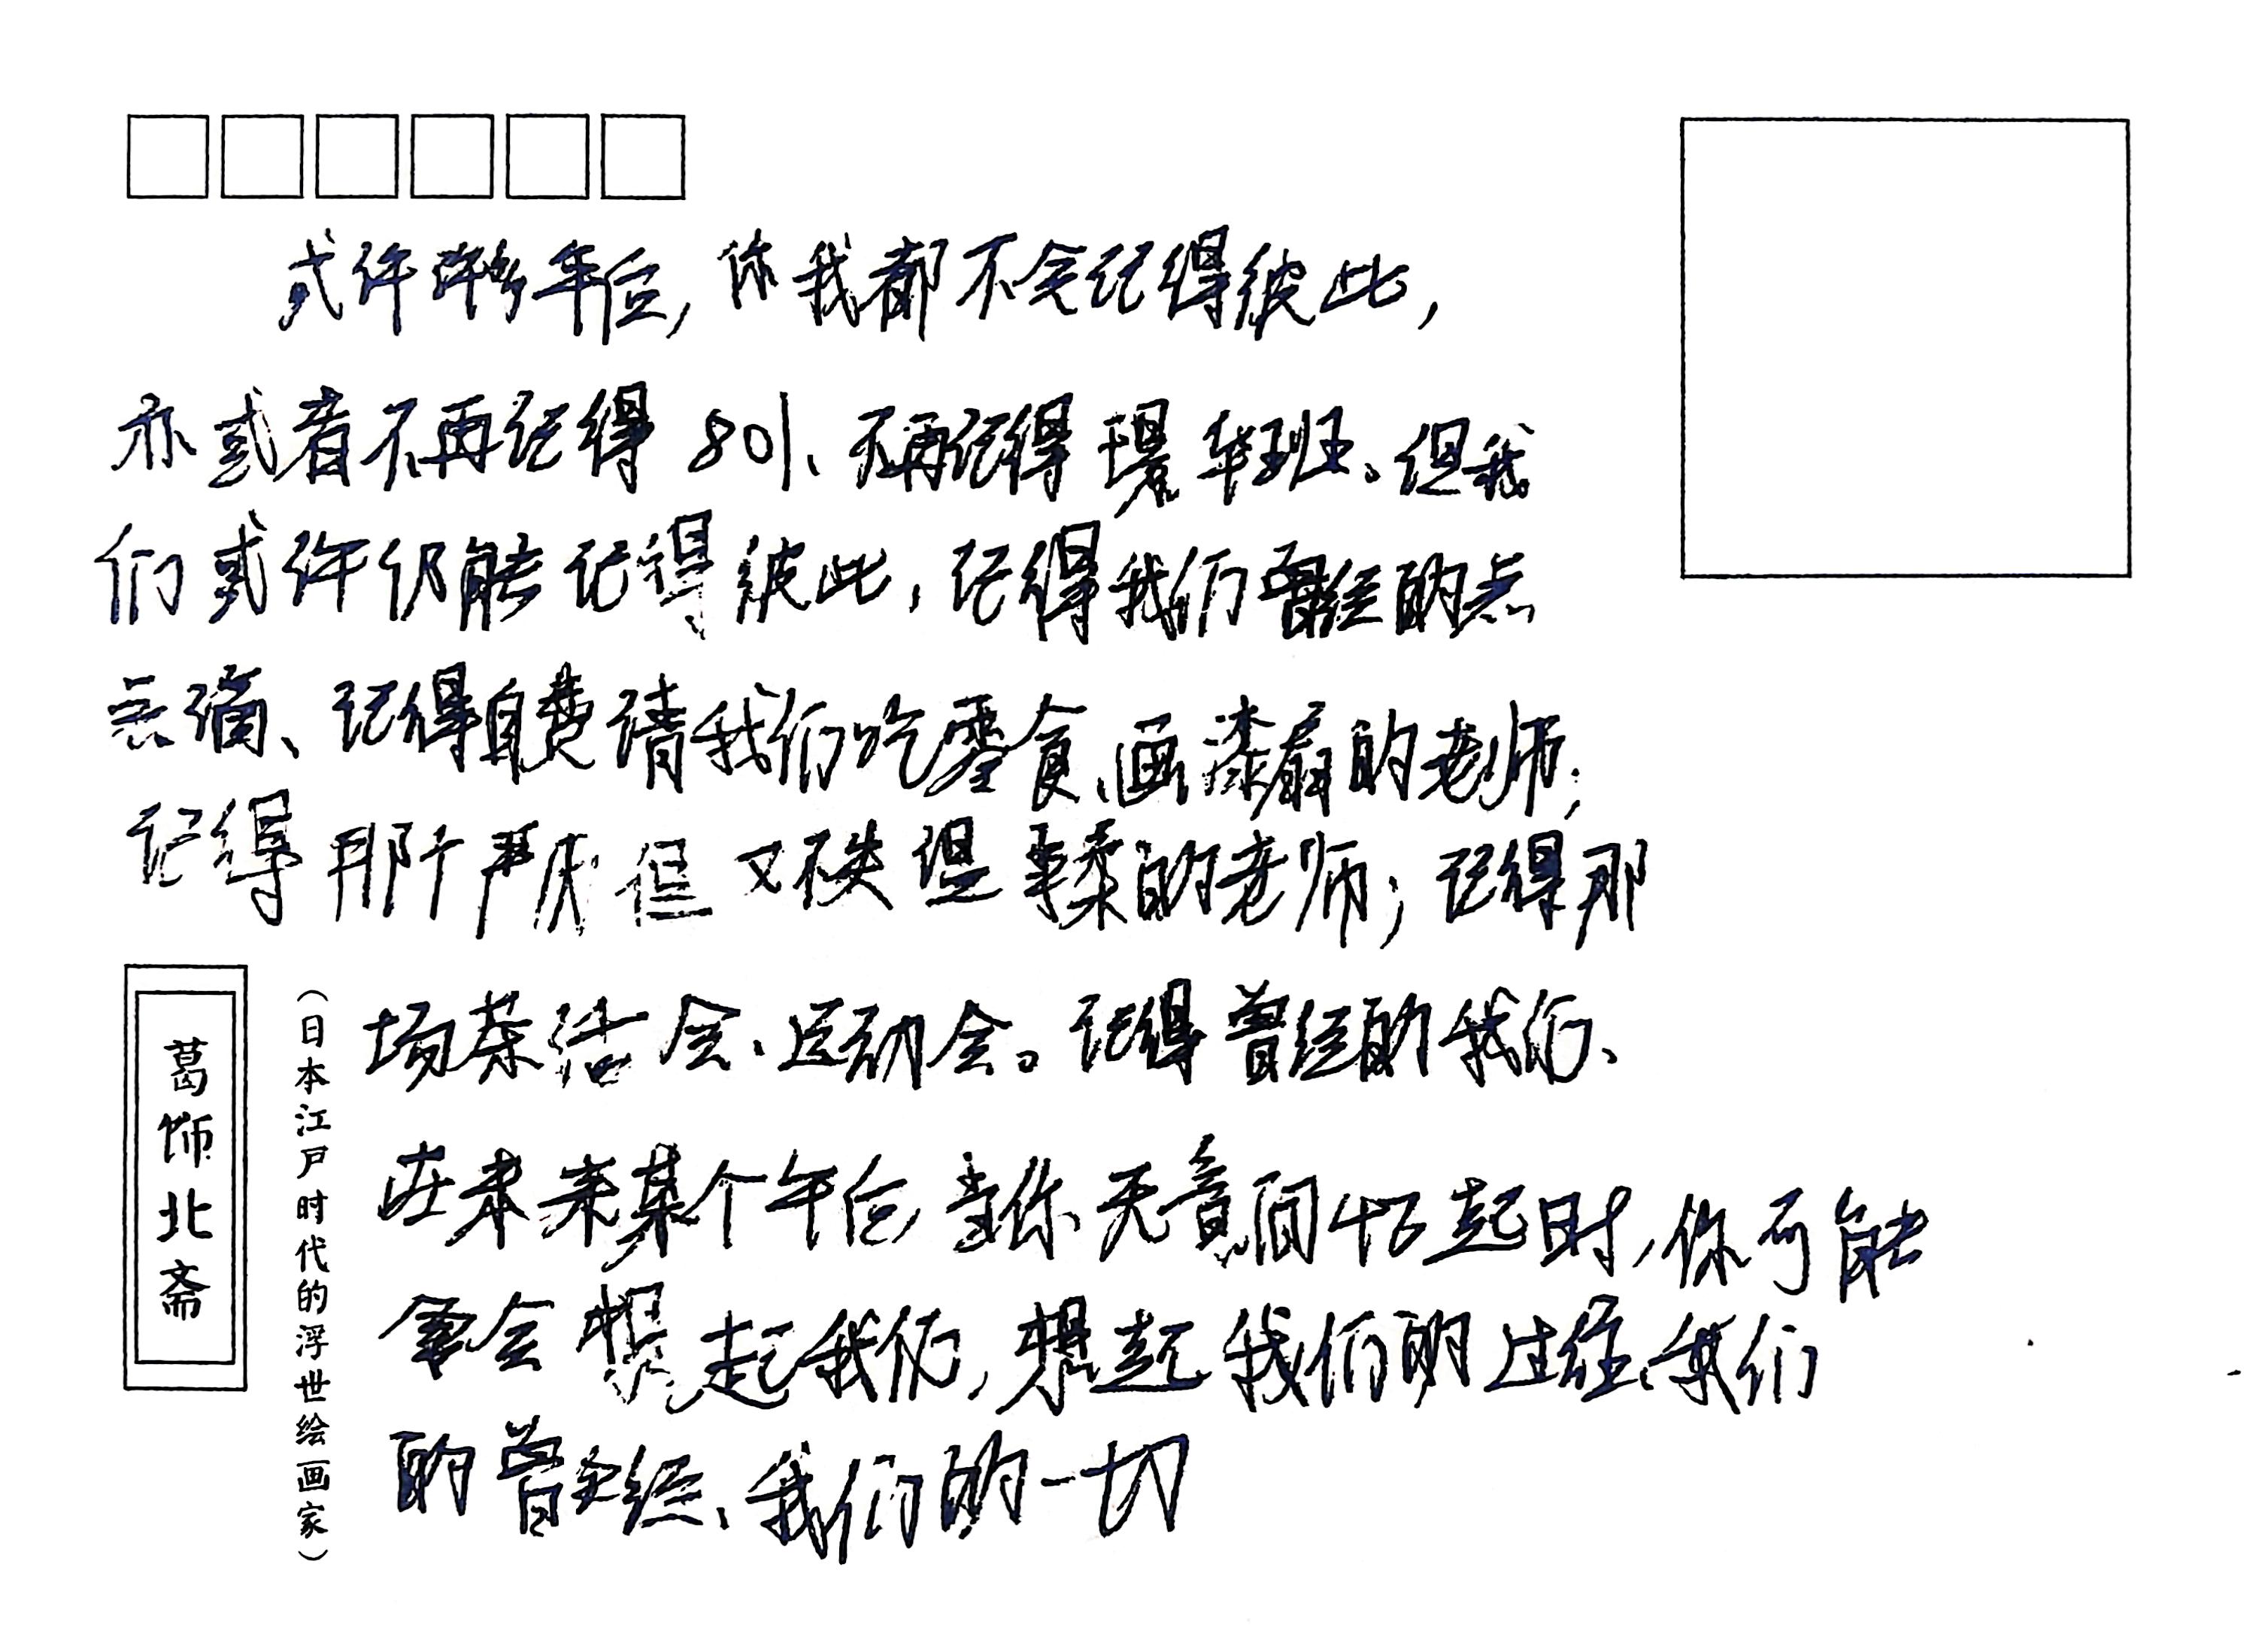 或许许多年后,你我都不会记得彼此,
亦或者不再记得801、不再记得 华班。但我
们或许仍能记得彼此,记得我们曾经的点
点滴、记得自费请我们吃零食、画漆扇的老师;
记得那个严厉但又不失温柔的老师;记得那
场茶话会、运动会。记得曾经的我们、
在未来某个午后,当你无意间忆起时,你可能
会想起我们,想起我们的过往、我们
的曾经、我们的一切
葛饰北斋
(日本江户时代的浮世绘画家)